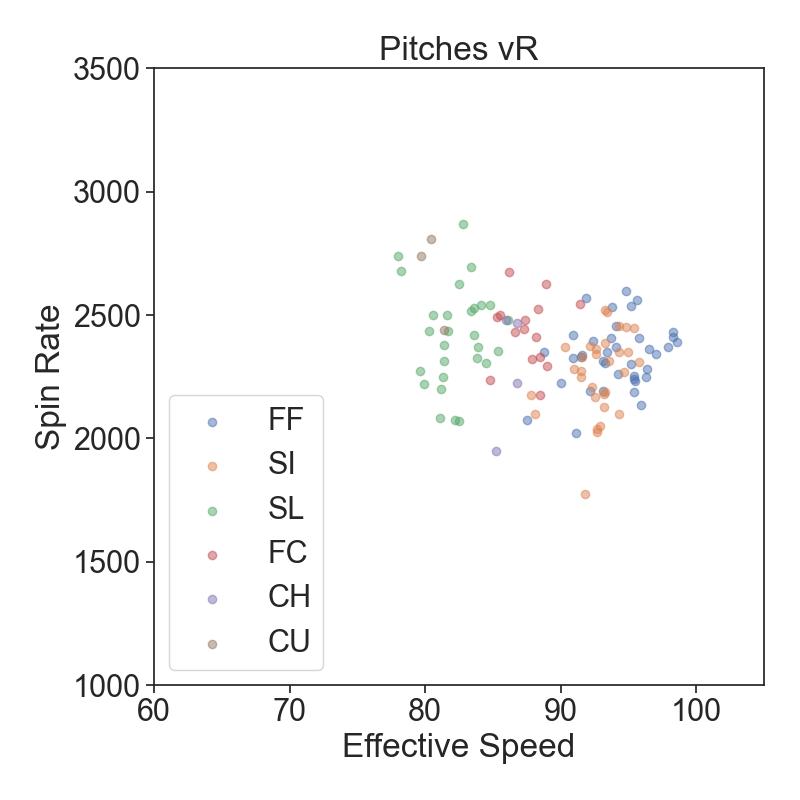 Pitches vR
3500
3000
2500
2000
1500
1000
Spin Rate
FF
SI
SL
FC
CH
CU
60 70 80 90 100
Effective Speed